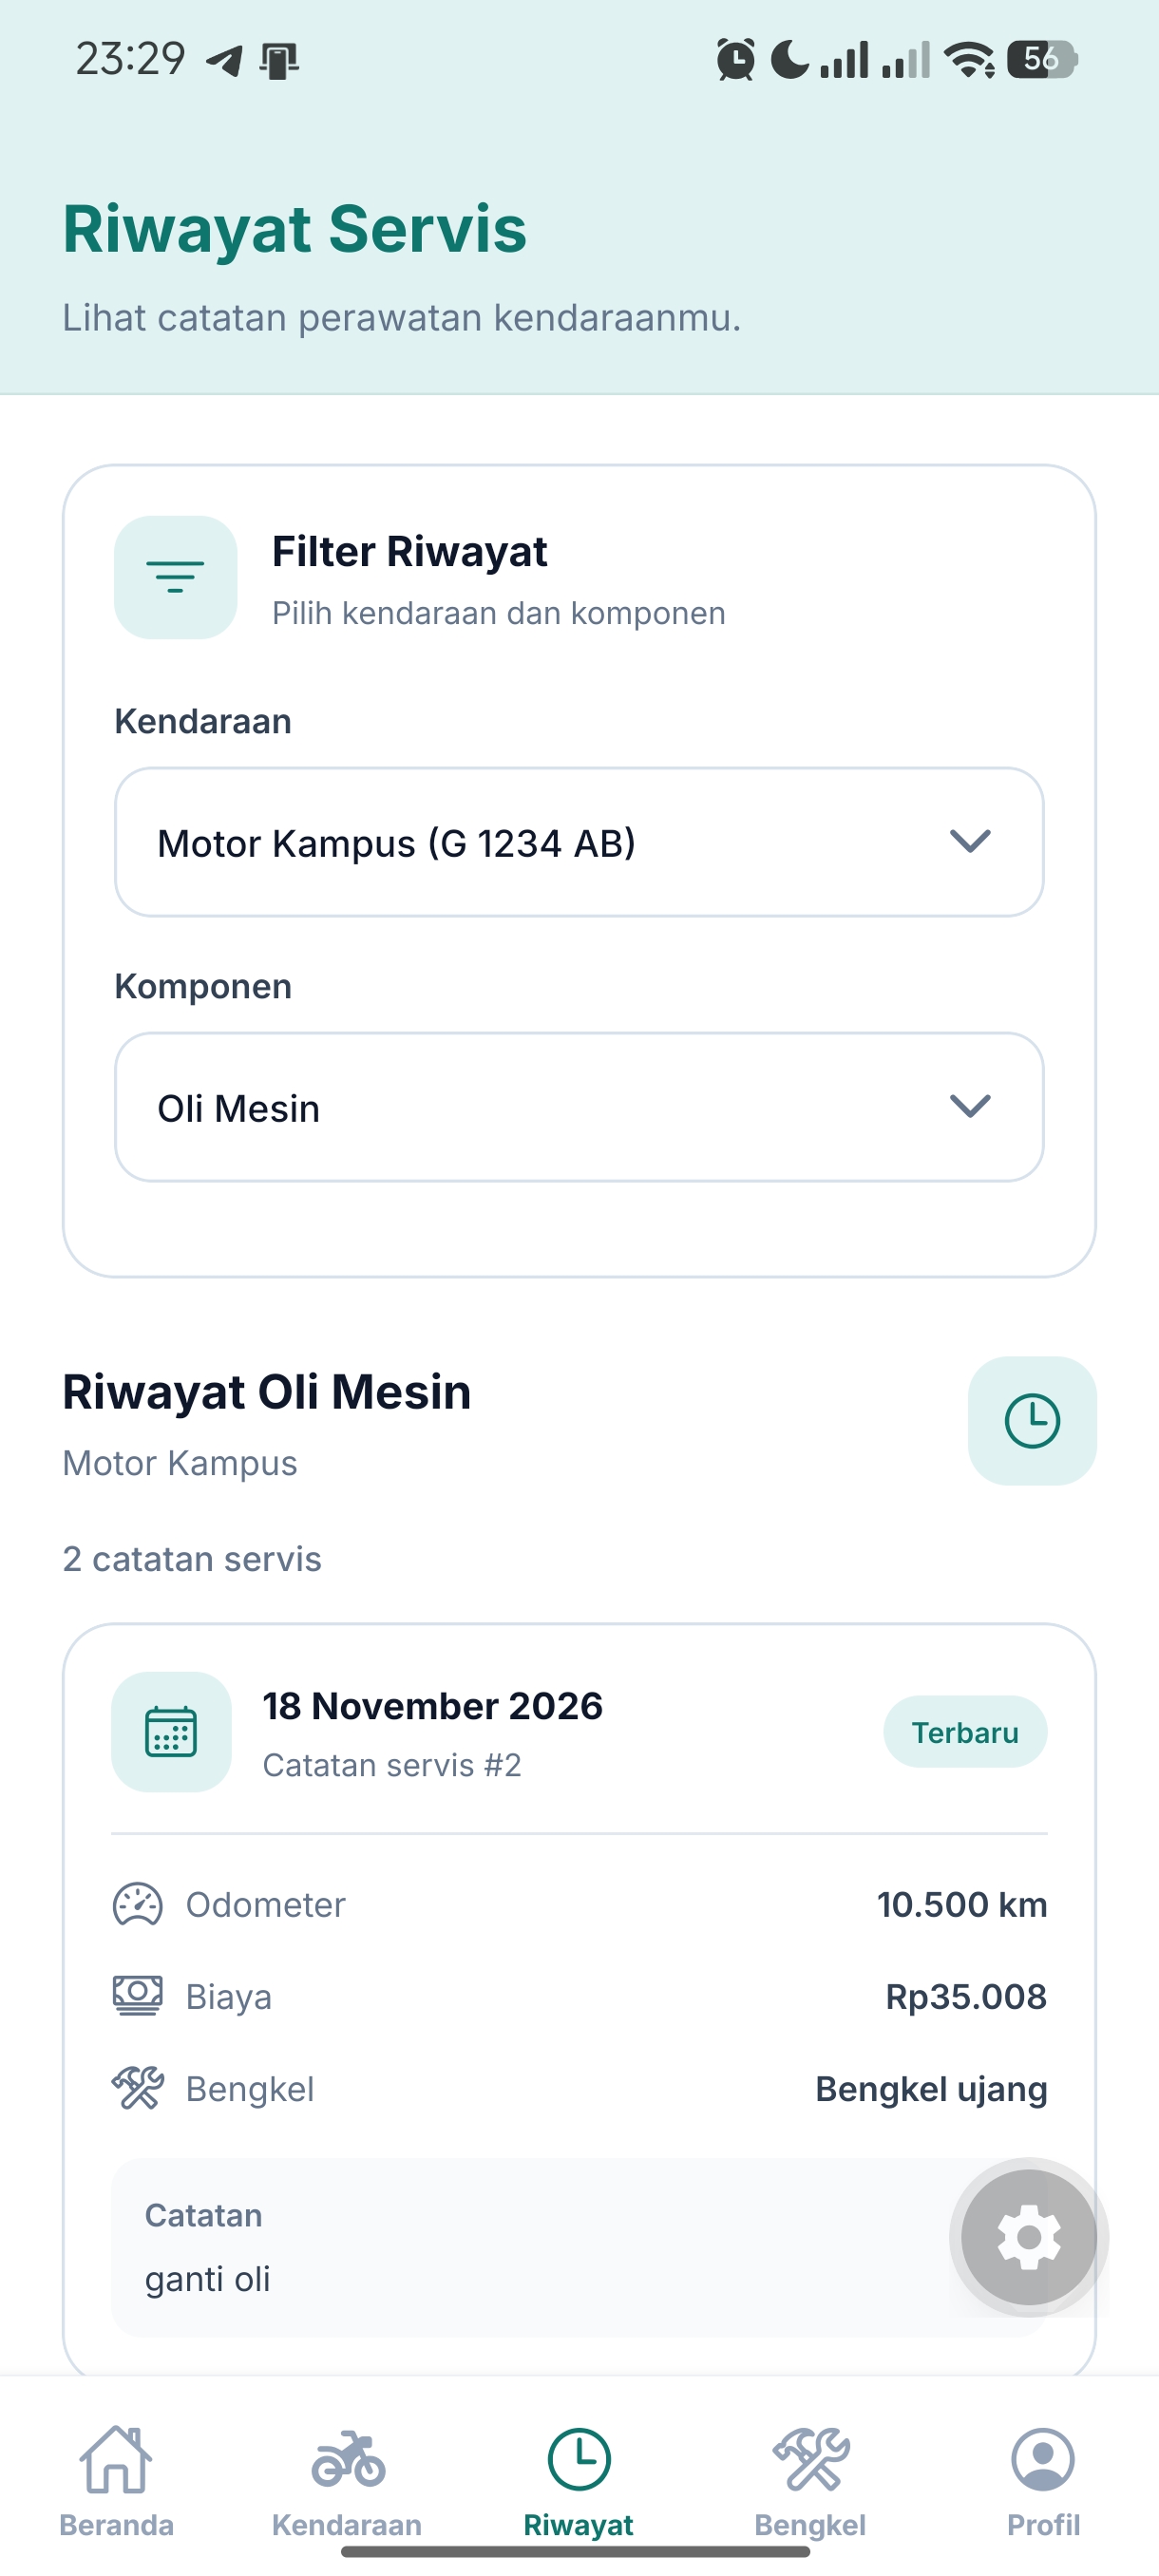 23:29
56
Riwayat Servis
Lihat catatan perawatan kendaraanmu.
Filter Riwayat
Pilih kendaraan dan komponen
Kendaraan
Motor Kampus (G 1234 AB)
Komponen
Oli Mesin
Riwayat Oli Mesin
Motor Kampus
2 catatan servis
18 November 2026
Terbaru
Catatan servis #2
Odometer 10.500 km
Biaya Rp35.008
Bengkel Bengkel ujang
Catatan
ganti oli
Beranda Kendaraan Riwayat Bengkel Profil